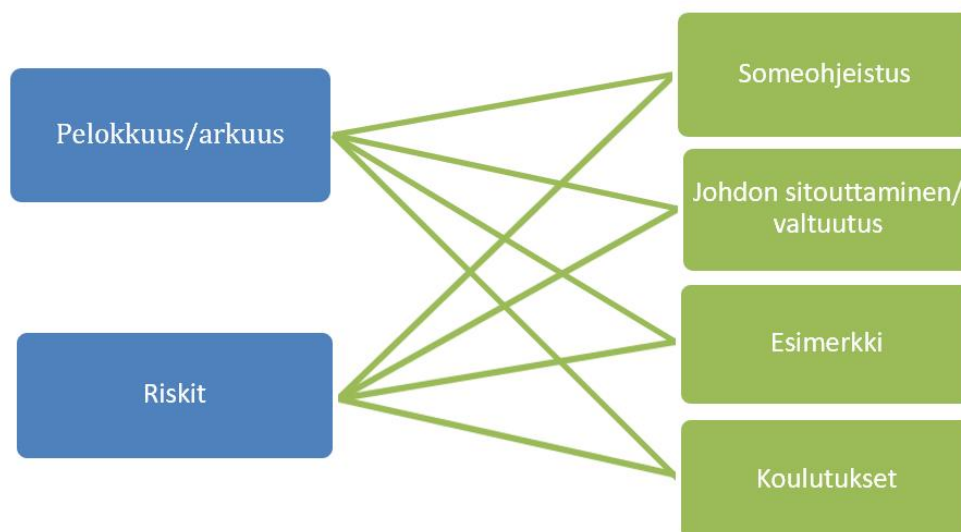 Pelokkuus/arkuus
Riskit
Someohjeistus
Johdon sitouttaminen/
valtuutus
Esimerkki
Koulutukset